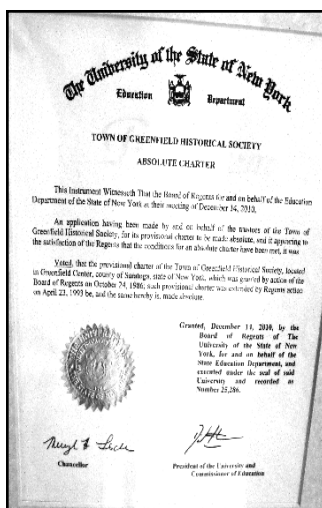 The University of the State of New York
Education Department
TOWN OF GREENFIELD HISTORICAL SOCIETY
ABSOLUTE CHARTER
This Instrument Witnesseth That the Board of Regents for and on behalf of the Education
Department of the State of New York at their meeting of December 14, 2010,
An application having been made by and on behalf of the trustees of the Town of
Greenfield Historical Society, for its provisional charter to be made absolute, and it appearing to
the satisfaction of the Regents that the conditions for an absolute charter have been met, it was
Voted, that the provisional charter of the Town of Greenfield Historical Society, located
in Greenfield Center, county of Saratoga, state of New York, which was granted by action of the
Board of Regents on October 24, 1986; such provisional charter was extended by Regents action
on April 23, 1993 be, and the same hereby is, made absolute.
Granted, December 14, 2010, by the
Board of Regents of The
University of the State of New
York, for and on behalf of the
State Education Department, and
executed under the seal of said
University and recorded as
Number 25,286.
Chancellor
President of the University and
Commissioner of Education